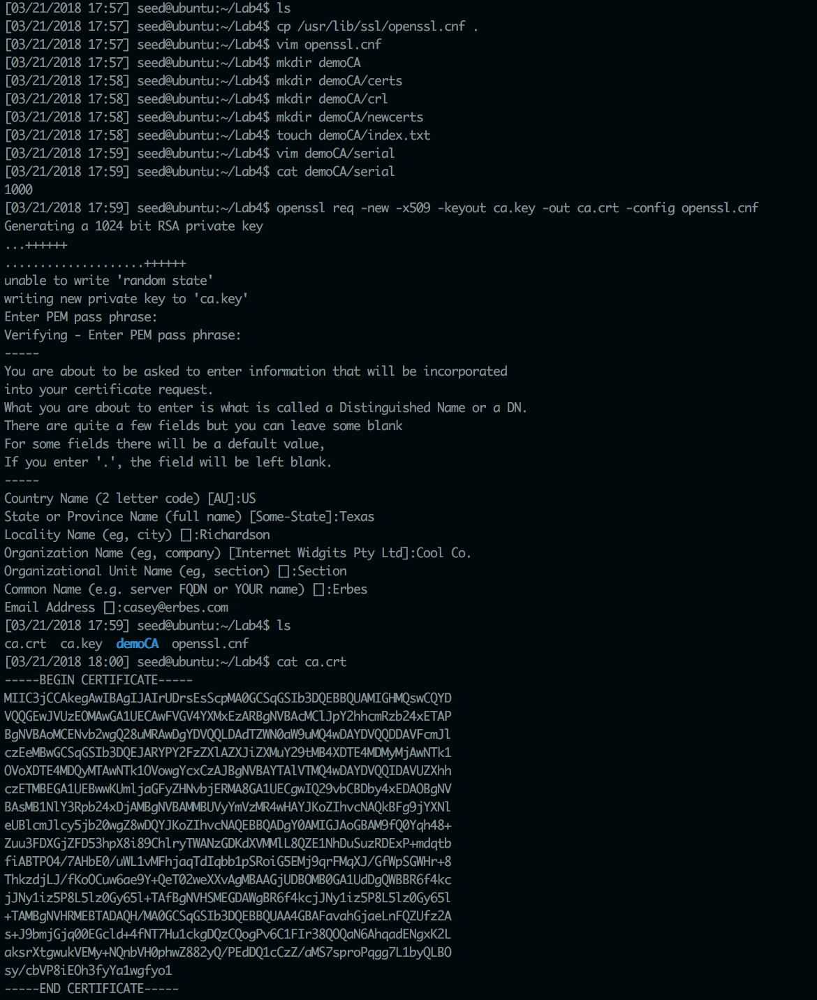 [03/21/2018 17:57] seed@ubuntu:~/Lab4$ ls
[03/21/2018 17:57] seed@ubuntu:~/Lab4$ cp /usr/lib/ssl/openssl.cnf .
[03/21/2018 17:57] seed@ubuntu:~/Lab4$ vim openssl.cnf
[03/21/2018 17:57] seed@ubuntu:~/Lab4$ mkdir demoCA
[03/21/2018 17:58] seed@ubuntu:~/Lab4$ mkdir demoCA/certs
[03/21/2018 17:58] seed@ubuntu:~/Lab4$ mkdir demoCA/crl
[03/21/2018 17:58] seed@ubuntu:~/Lab4$ mkdir demoCA/newcerts
[03/21/2018 17:58] seed@ubuntu:~/Lab4$ touch demoCA/index.txt
[03/21/2018 17:59] seed@ubuntu:~/Lab4$ vim demoCA/serial
[03/21/2018 17:59] seed@ubuntu:~/Lab4$ cat demoCA/serial
1000
[03/21/2018 17:59] seed@ubuntu:~/Lab4$ openssl req -new -x509 -keyout ca.key -out ca.crt -config openssl.cnf
Generating a 1024 bit RSA private key
...++++++
....................++++++
unable to write 'random state'
writing new private key to 'ca.key'
Enter PEM pass phrase:
Verifying - Enter PEM pass phrase:
-----
You are about to be asked to enter information that will be incorporated
into your certificate request.
What you are about to enter is what is called a Distinguished Name or a DN.
There are quite a few fields but you can leave some blank
For some fields there will be a default value,
If you enter '.', the field will be left blank.
-----
Country Name (2 letter code) [AU]:US
State or Province Name (full name) [Some-State]:Texas
Locality Name (eg, city) []:Richardson
Organization Name (eg, company) [Internet Widgits Pty Ltd]:Cool Co.
Organizational Unit Name (eg, section) []:Section
Common Name (e.g. server FQDN or YOUR name) []:Erbes
Email Address []:casey@erbes.com
[03/21/2018 17:59] seed@ubuntu:~/Lab4$ ls
ca.crt  ca.key  demoCA  openssl.cnf
[03/21/2018 18:00] seed@ubuntu:~/Lab4$ cat ca.crt
-----BEGIN CERTIFICATE-----
MIIC3jCCAkegAwIBAgIJAIrUDrsEsScpMA0GCSqGSIb3DQEBBQUAMIGHMQswCQYD
VQQGEwJVUzEOMAwGA1UECAwFVGV4YXMxEzARBgNVBAcMClJpY2hhcmRzb24xETAP
BgNVBAoMCENvb2wgQ28uMRAwDgYDVQQLDAdTZWN0aW9uMQ4wDAYDVQQDDAVFcmJl
czEeMBwGCSqGSIb3DQEJARYPY2FzZXlAZXJiZXMuY29tMB4XDTE4MDMyMjAwNTk1
OVoXDTE4MDQyMTAwNTk1OVowgYcxCzAJBgNVBAYTAlVTMQ4wDAYDVQQIDAVUZXhh
czETMBEGA1UEBwwKUmljaGFyZHNvbjERMA8GA1UECgwIQ29vbCBDby4xEDAOBgNV
BAsMB1NlY3Rpb24xDjAMBgNVBAMMBUVyYmVzMR4wHAYJKoZIhvcNAQkBFg9jYXNl
eUBlcmJlcy5jb20wgZ8wDQYJKoZIhvcNAQEBBQADgY0AMIGJAoGBAM9fQ0Yqh48+
Zuu3FDXGjZFD53hpX8i89ChlryTWANzGDKdXVMMlL8QZE1NhDuSuzRDExP+mdqtb
fiABTPO4/7AHbE0/uWL1vMFhjaqTdIqbb1pSRoiG5EMj9qrFMqXJ/GfWpSGWHr+8
ThkzdjLJ/fKoOCuw6ae9Y+QeT02weXXvAgMBAAGjUDBOMB0GA1UdDgQWBBR6f4kc
jJNy1iz5P8L5lz0Gy65l+TAfBgNVHSMEGDAWgBR6f4kcjJNy1iz5P8L5lz0Gy65l
+TAMBgNVHRMEBTADAQH/MA0GCSqGSIb3DQEBBQUAA4GBAFavahGjaeLnFQZUfz2A
s+J9bmjGjq00EGcld+4fNT7Hu1ckgDQzCQogPv6C1FIr38QOQaN6AhqadENgxK2L
aksrXtgwukVEMy+NQnbVH0phwZ882yQ/PEdDQ1cCzZ/aMS7sproPqgg7L1byQLBO
sy/cbVP8iEOh3fyYa1wgfyo1
-----END CERTIFICATE-----